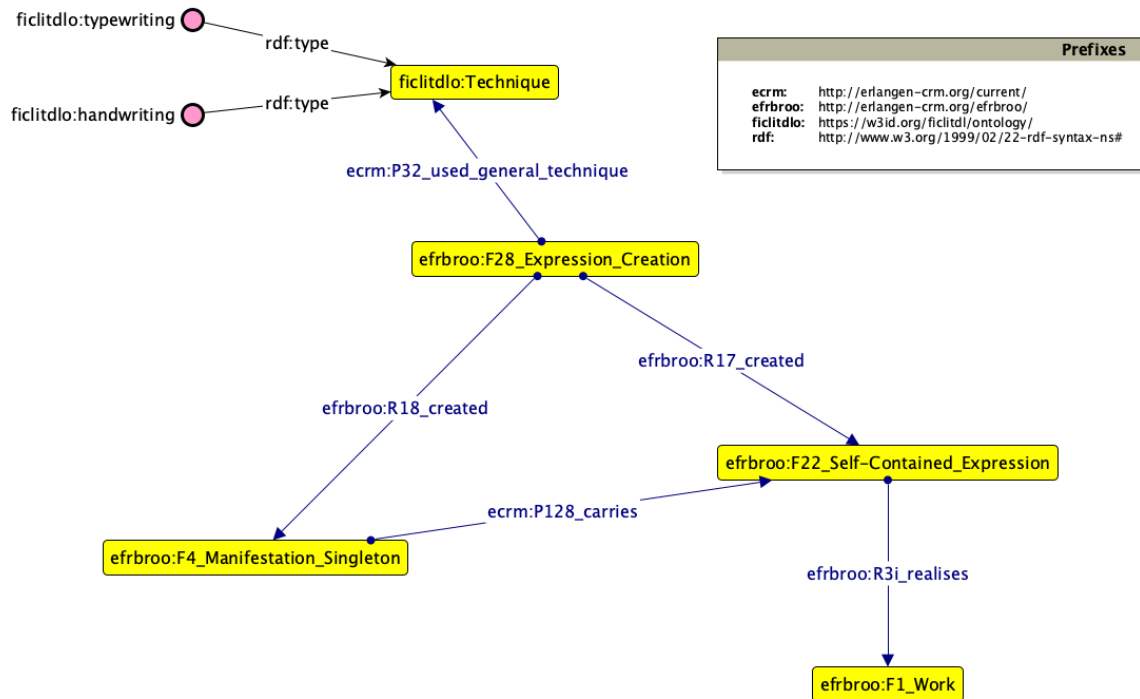 ficlitdlo:typewriting
rdf:type
ficlitdlo:Technique
rdf:type
ficlitdlo:handwriting
Prefixes
ecrm: http://erlangen-crm.org/current/
efrbroo: http://erlangen-crm.org/efrbroo/
ficlitdlo: https://w3id.org/ficlitdl/ontology/
rdf: http://www.w3.org/1999/02/22-rdf-syntax-ns#
ecrm:P32_used_general_technique
efrbroo:F28_Expression_Creation
efrbroo:R17_created
efrbroo:R18_created
efrbroo:F22_Self-Contained_Expression
ecrm:P128_carries
efrbroo:F4_Manifestation_Singleton
efrbroo:R3i_realises
efrbroo:F1_Work